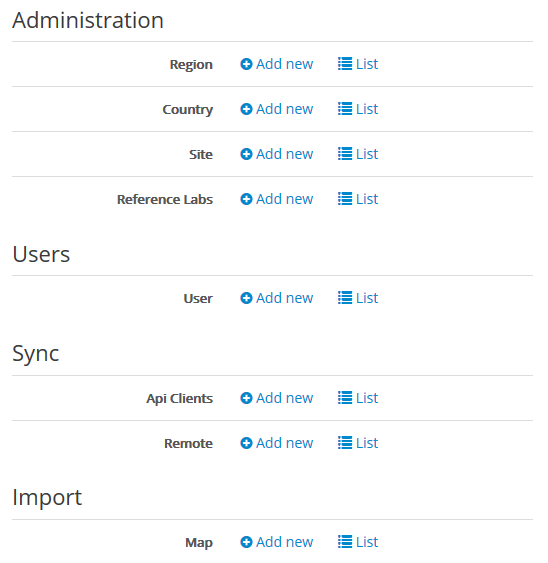 Administration
Region Add new List
Country Add new List
Site Add new List
Reference Labs Add new List
Users
User Add new List
Sync
Api Clients Add new List
Remote Add new List
Import
Map Add new List